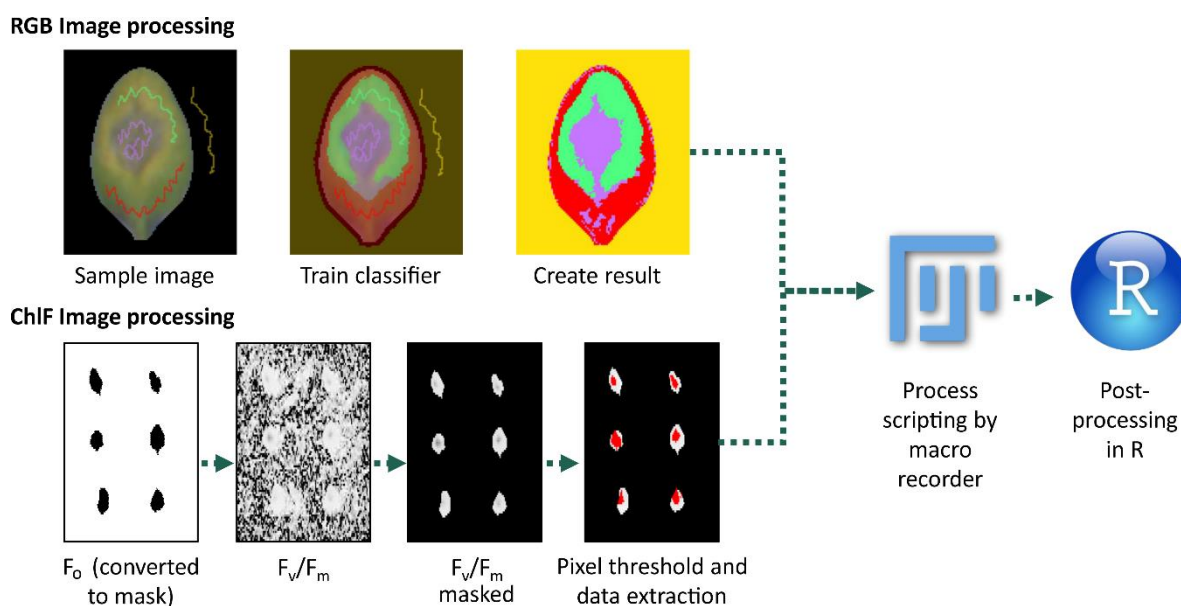 RGB Image processing
Sample image
Train classifier
Create result
ChlF Image processing
F₀ (converted
to mask)
Fᵥ/Fₘ
Fᵥ/Fₘ
masked
Pixel threshold and
data extraction
Process
scripting by
macro
recorder
R
Post-
processing
in R